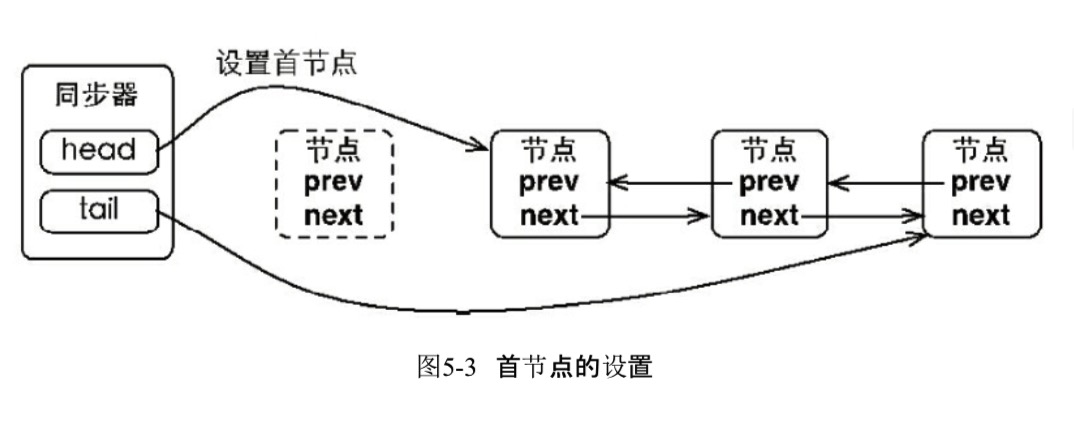 设置首节点
同步器
head
tail
节点
prev
next
节点
prev
next
节点
prev
next
节点
prev
next
图5-3 首节点的设置